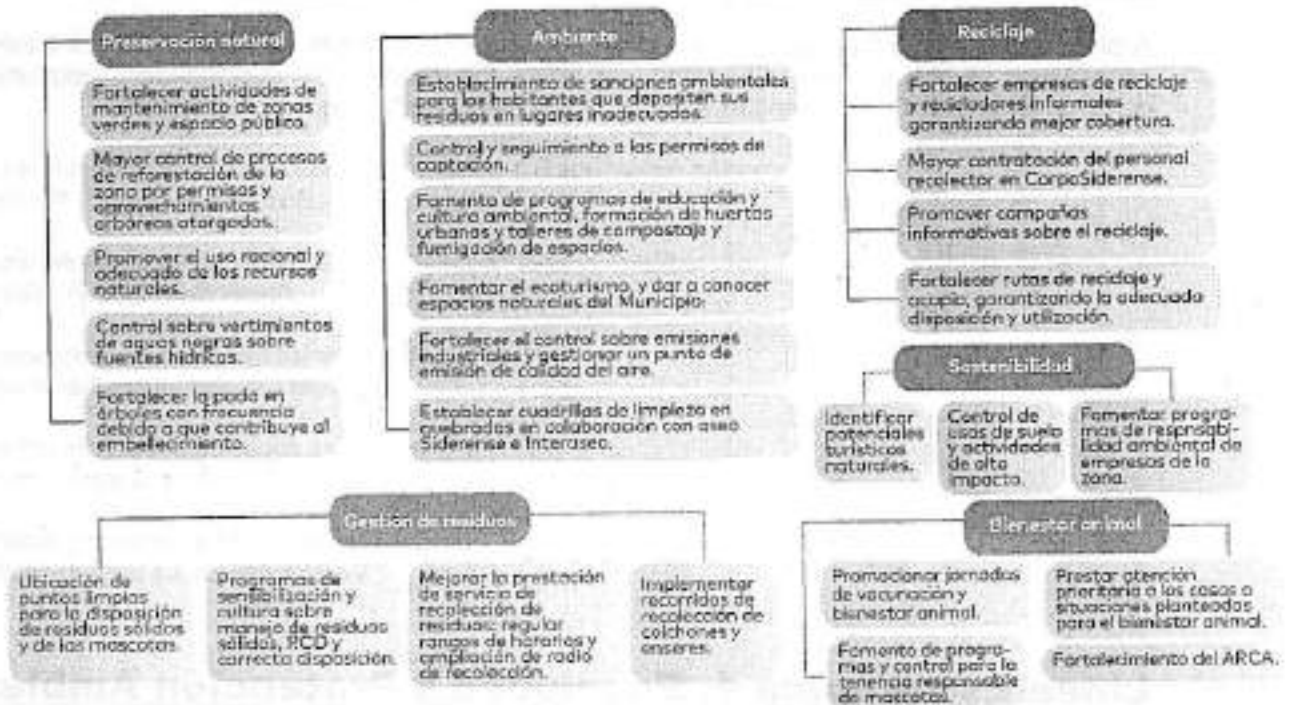 Preservación natural
Fortalecer actividades de
mantenimiento de zonas
verdes y espacio público.
Mayor control de procesos
de reforestación de la
zona por permisos y
aprovechamientos
arbóreos otorgados.
Promover el uso racional y
adecuado de los recursos
naturales.
Control sobre vertimientos
de aguas negras sobre
fuentes hídricas.
Fortalecer la poda en
árboles con frecuencia
debido a que contribuye al
embellecimiento.
Ambiente
Establecimiento de sanciones ambientales
para los habitantes que depositen sus
residuos en lugares inadecuados.
Control y seguimiento a los permisos de
captación.
Fomento de programas de educación y
cultura ambiental, formación de huertas
urbanas y talleres de compostaje y
fumigación de espacios.
Fomentar el ecoturismo, y dar a conocer
espacios naturales del Municipio.
Fortalecer el control sobre emisiones
industriales y gestionar un punto de
emisión de calidad del aire.
Establecer cuadrillas de limpieza en
quebradas en colaboración con aseo
Siderense e Interaseo.
Reciclaje
Fortalecer empresas de reciclaje
y recicladores informales
garantizando mejor cobertura.
Mayor contratación del personal
recolector en CorpoSiderense.
Promover campañas
informativas sobre el reciclaje.
Fortalecer rutas de reciclaje y
acopio, garantizando la adecuada
disposición y utilización.
Sostenibilidad
Identificar
potenciales
turísticos
naturales.
Control de
usos de suelo
y actividades
de alto
impacto.
Fomentar progra-
mas de respnsabi-
lidad ambiental de
empresas de la
zona.
Gestión de residuos
Ubicación de
puntos limpios
para la disposición
de residuos sólidos
y de las mascotas.
Programas de
sensibilización y
cultura sobre
manejo de residuos
sólidos, RCD y
correcta disposición.
Mejorar la prestación
de servicio de
recolección de
residuos: regular
rangos de horarios y
ampliación de radio
de recolección.
Implementar
recorridos de
recolección de
colchones y
enseres.
Bienestar animal
Promocionar jornadas
de vacunación y
bienestar animal.
Fomento de progra-
mas y control para la
tenencia responsable
de mascotas.
Prestar atención
prioritaria a los casos o
situaciones planteadas
para el bienestar animal.
Fortalecimiento del ARCA.